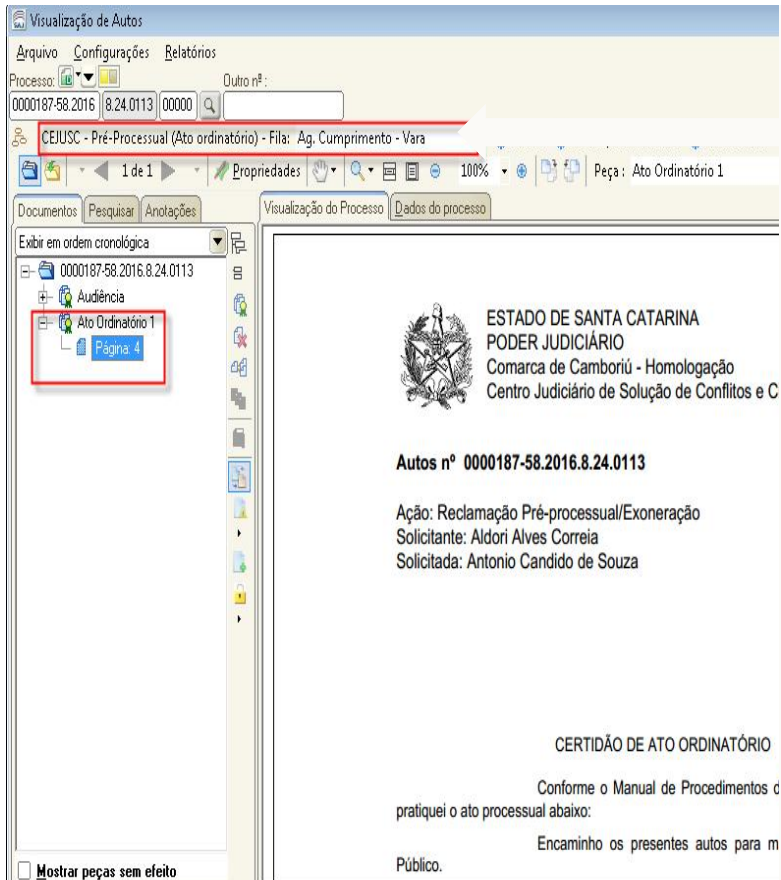 Visualização de Autos
Arquivo Configurações Relatórios
Processo: Outro nº :
0000187-58.2016 8.24.0113 00000
CEJUSC - Pré-Processual (Ato ordinatório) - Fila: Ag. Cumprimento - Vara
1 de 1 Propriedades 100% Peça : Ato Ordinatório 1
Documentos Pesquisar Anotações Visualização do Processo Dados do processo
Exibir em ordem cronológica
0000187-58.2016.8.24.0113
Audiência
Ato Ordinatório 1
Página: 4
ESTADO DE SANTA CATARINA
PODER JUDICIÁRIO
Comarca de Camboriú - Homologação
Centro Judiciário de Solução de Conflitos e C
Autos nº 0000187-58.2016.8.24.0113
Ação: Reclamação Pré-processual/Exoneração
Solicitante: Aldori Alves Correia
Solicitada: Antonio Candido de Souza
CERTIDÃO DE ATO ORDINATÓRIO
Conforme o Manual de Procedimentos d
pratiquei o ato processual abaixo:
Encaminho os presentes autos para m
Público.
Mostrar peças sem efeito